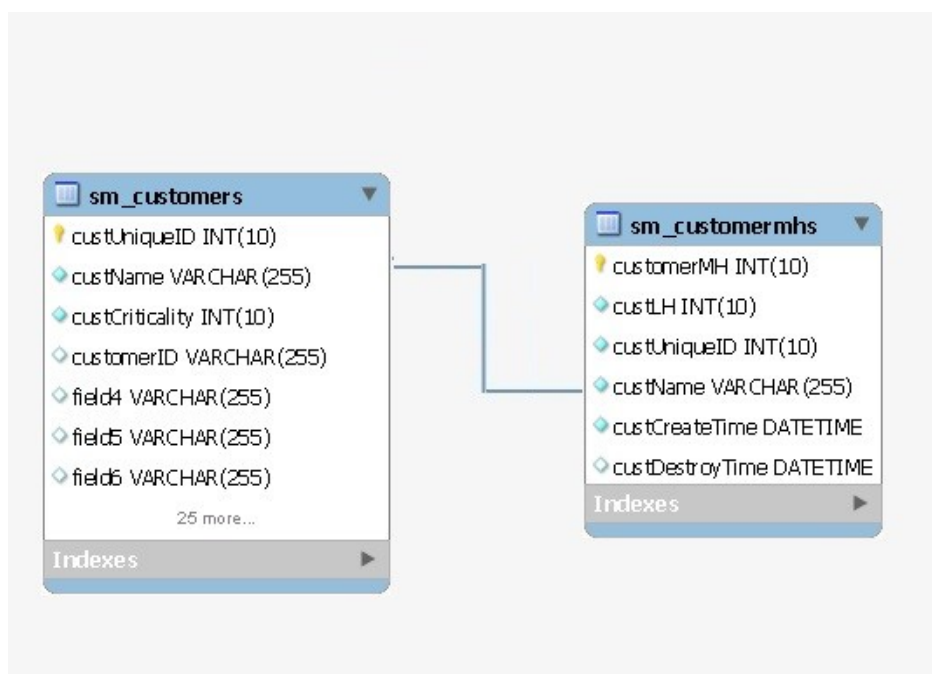 sm_customers
custUniqueID INT(10)
custName VARCHAR(255)
custCriticality INT(10)
customerID VARCHAR(255)
field4 VARCHAR(255)
field5 VARCHAR(255)
field6 VARCHAR(255)
25 more...
Indexes
sm_customermhs
customerMH INT(10)
custLH INT(10)
custUniqueID INT(10)
custName VARCHAR(255)
custCreateTime DATETIME
custDestroyTime DATETIME
Indexes